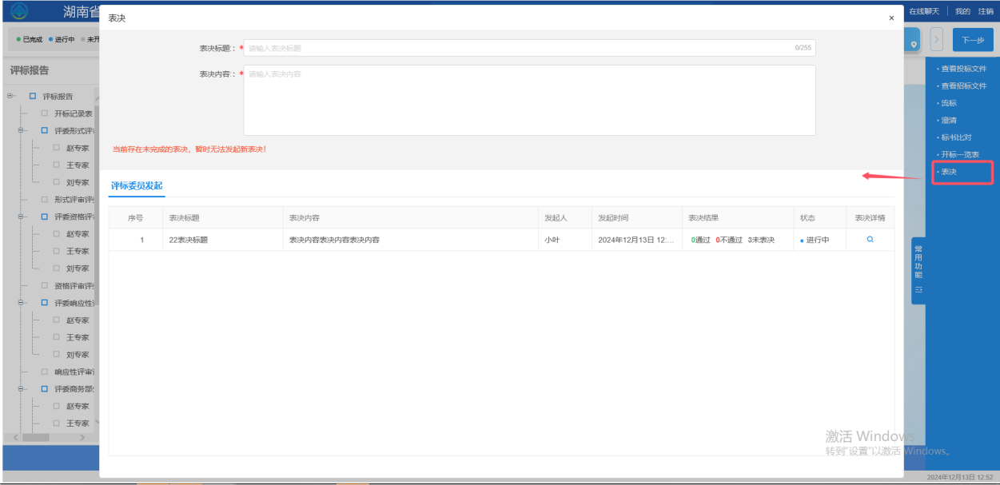 湖南省
在线聊天 | 我的 注销
已完成 进行中 未开
下一步
评标报告
评标报告
开标记录表
评委形式评审
赵专家
王专家
刘专家
形式评审评
评委资格评审
赵专家
王专家
刘专家
资格评审评
评委响应性
赵专家
王专家
刘专家
响应性评审
评委商务部
赵专家
王专家
表决
×
表决标题: * 请输入表决标题 0/255
表决内容: * 请输入表决内容
当前存在未完成的表决，暂时无法发起新表决!
评标委员发起
序号 表决标题 表决内容 发起人 发起时间 表决结果 状态 表决详情
1 22表决标题 表决内容表决内容表决内容 小叶 2024年12月13日 12:... 0通过 0不通过 3未表决 进行中
· 查看投标文件
· 查看招标文件
· 流标
· 澄清
· 标书比对
· 开标一览表
· 表决
常用功能
激活 Windows
转到"设置"以激活 Windows。
2024年12月13日 12:52